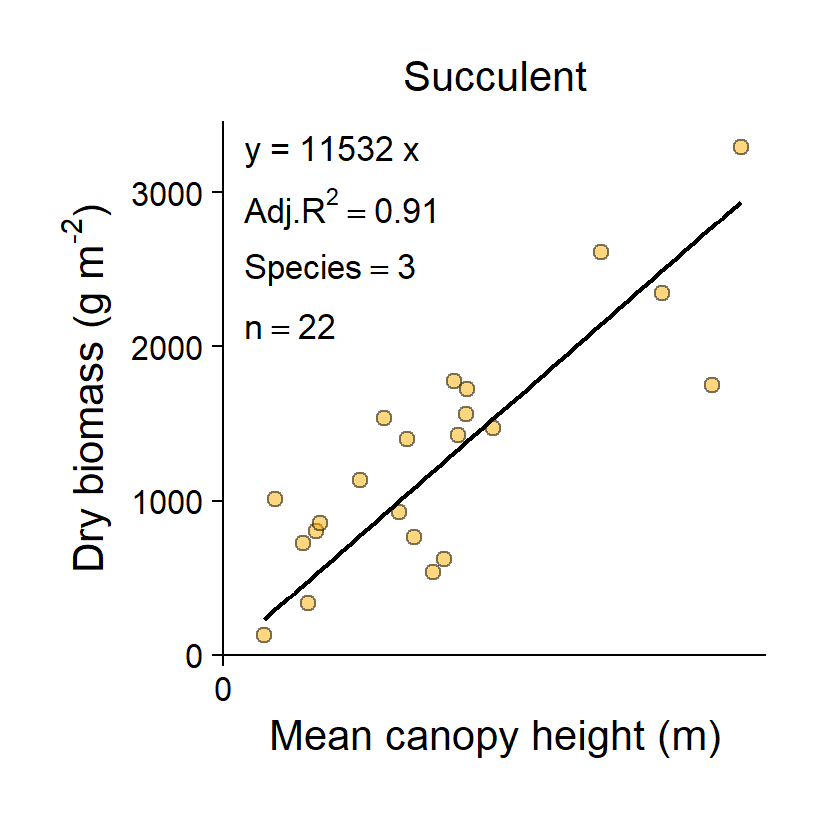 Succulent
y = 11532 x
Adj.R² = 0.91
Species = 3
n = 22
3000
2000
1000
0
0
Dry biomass (g m⁻²)
Mean canopy height (m)